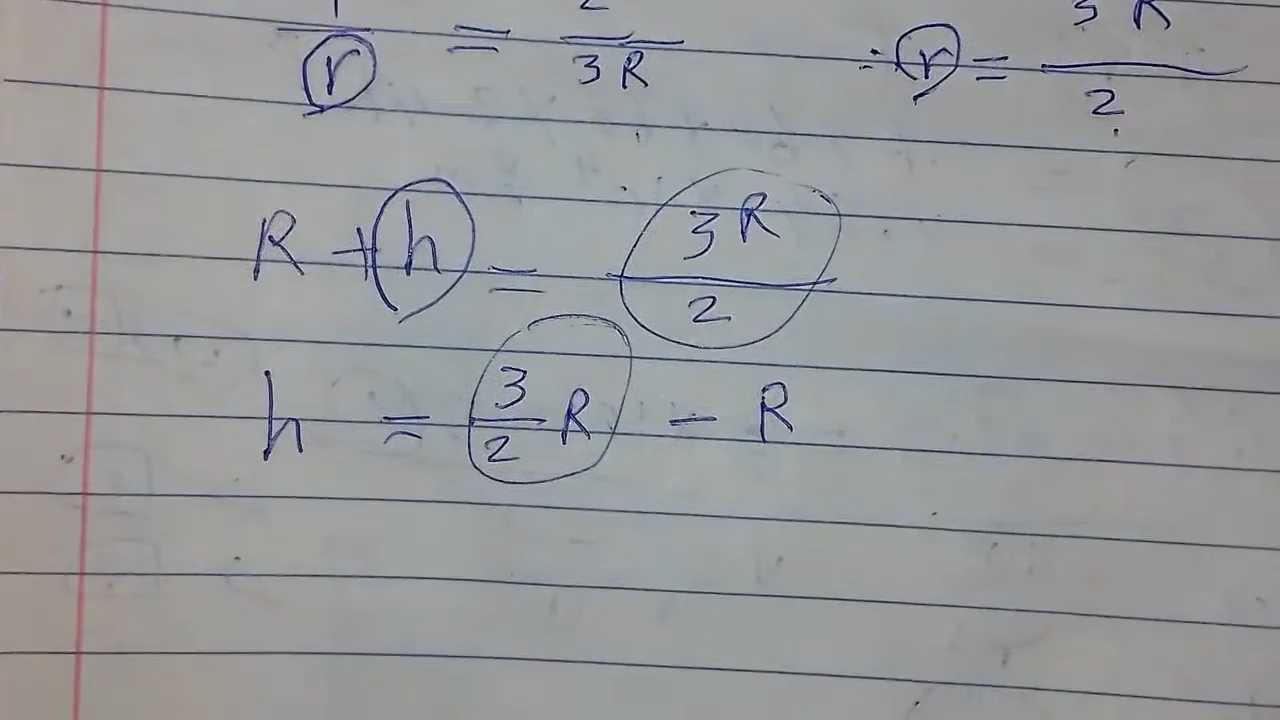 1/r = 2/3R ∴ r = 3R/2
R + h = 3R/2
h = 3/2 R - R